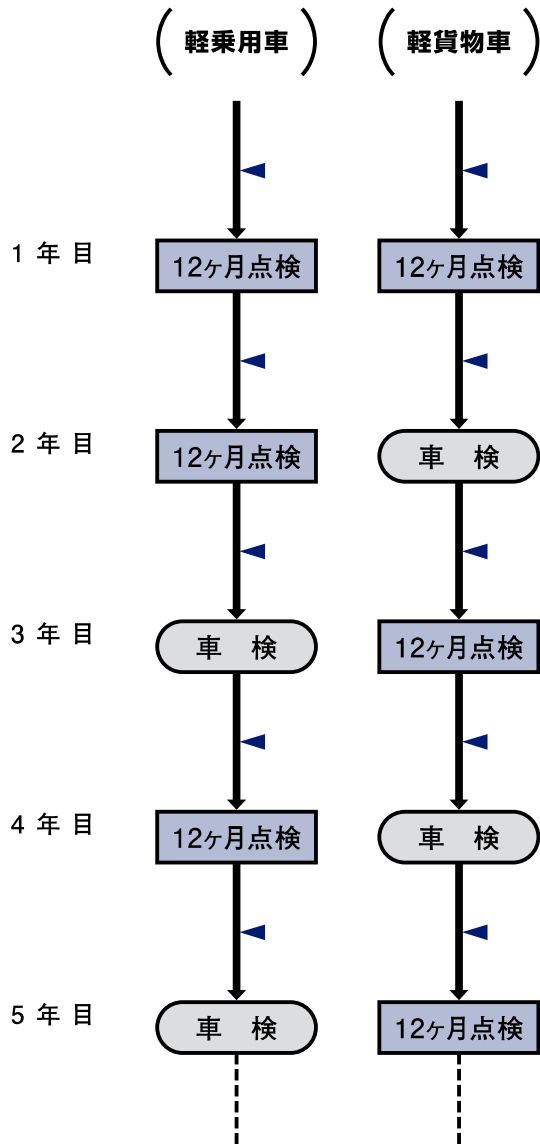 （軽乗用車） （軽貨物車）
1年目 12ヶ月点検 12ヶ月点検
2年目 12ヶ月点検 車検
3年目 車検 12ヶ月点検
4年目 12ヶ月点検 車検
5年目 車検 12ヶ月点検